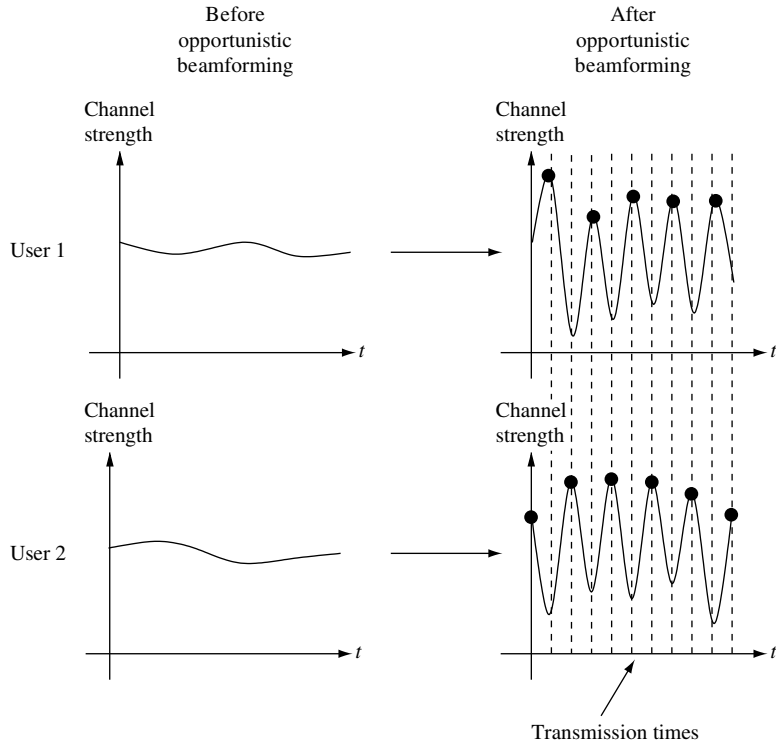 Before
opportunistic
beamforming
After
opportunistic
beamforming
Channel
strength
Channel
strength
User 1
t
t
Channel
strength
Channel
strength
User 2
t
t
Transmission times